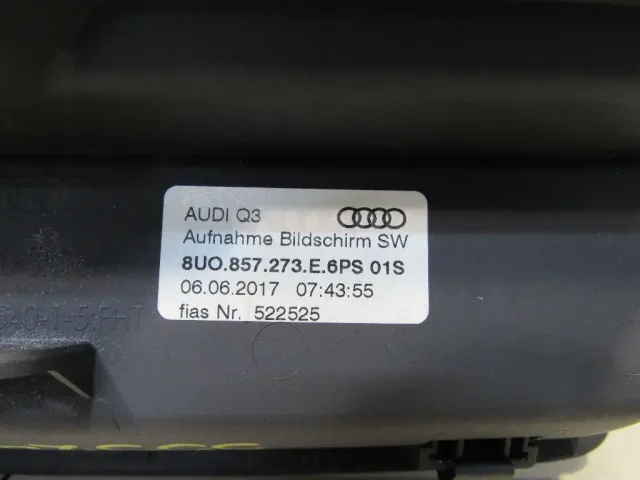 AUDI Q3
Aufnahme Bildschirm SW
8UO.857.273.E.6PS 01S
06.06.2017 07:43:55
fias Nr. 522525